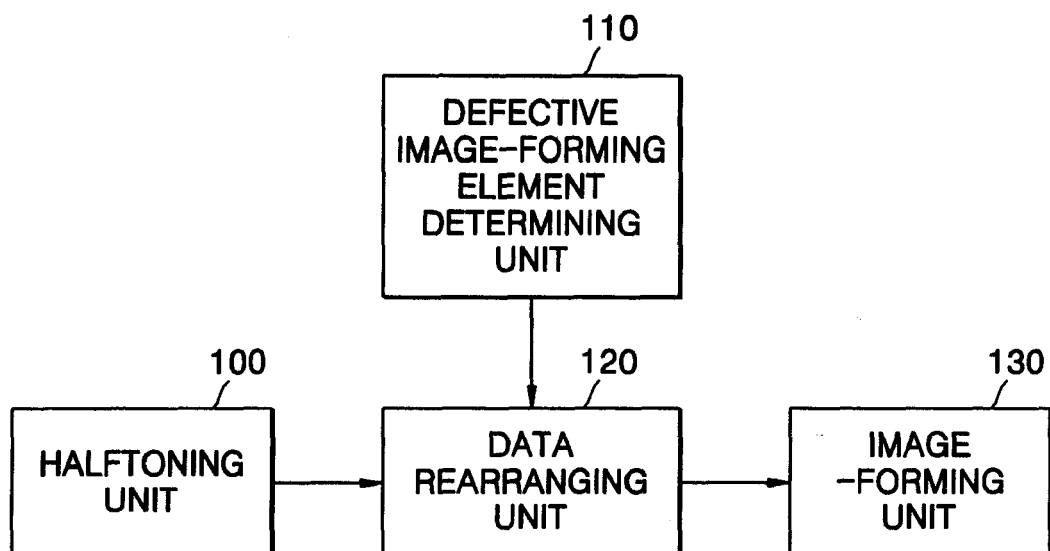 110
DEFECTIVE
IMAGE-FORMING
ELEMENT
DETERMINING
UNIT
100
HALFTONING
UNIT
120
DATA
REARRANGING
UNIT
130
IMAGE
-FORMING
UNIT